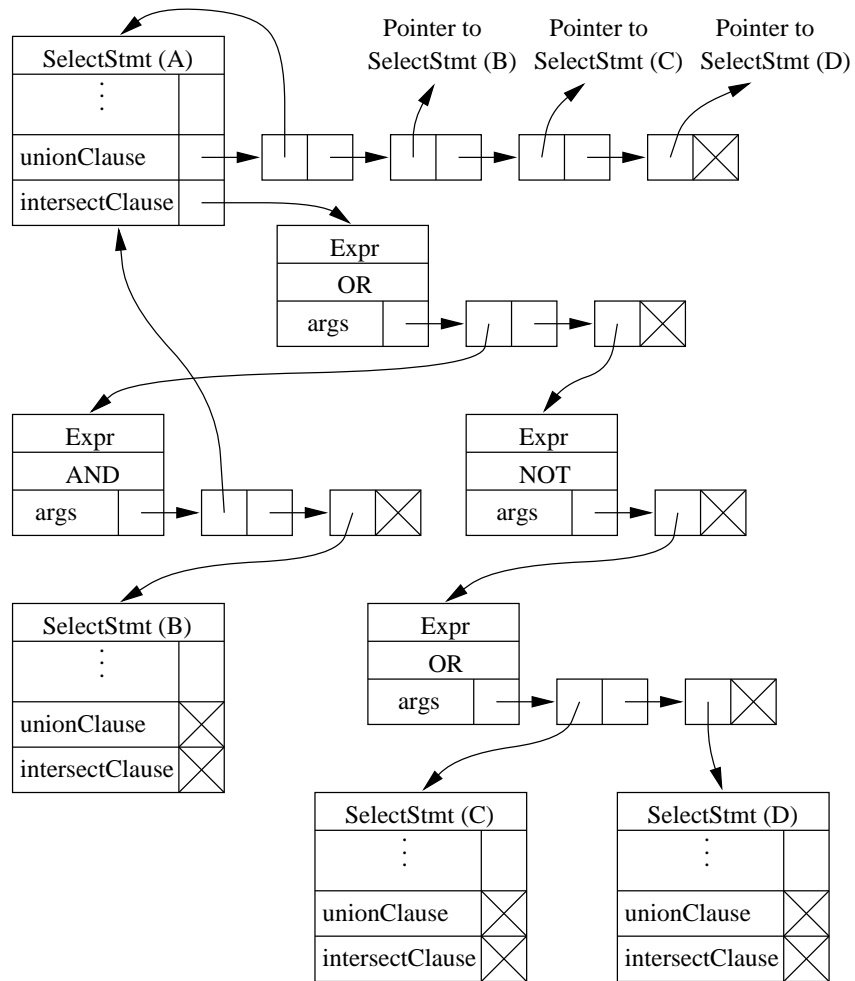 Pointer to
SelectStmt (B)
Pointer to
SelectStmt (C)
Pointer to
SelectStmt (D)
SelectStmt (A)
unionClause
intersectClause
Expr
OR
args
Expr
AND
args
Expr
NOT
args
SelectStmt (B)
unionClause
intersectClause
Expr
OR
args
SelectStmt (C)
unionClause
intersectClause
SelectStmt (D)
unionClause
intersectClause